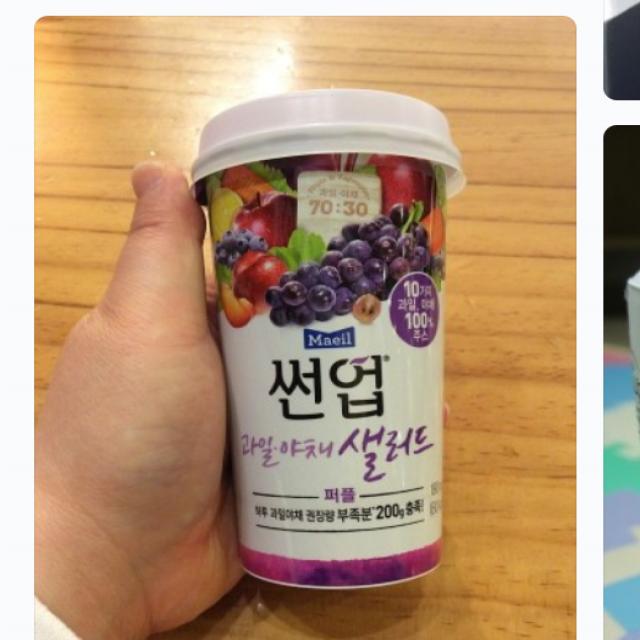 과일·야채
70:30
10가지
과일, 야채
100%
주스
Maeil
썬업
과일·야채 샐러드
퍼플
하루 과일야채 권장량 부족분 200g 충족!